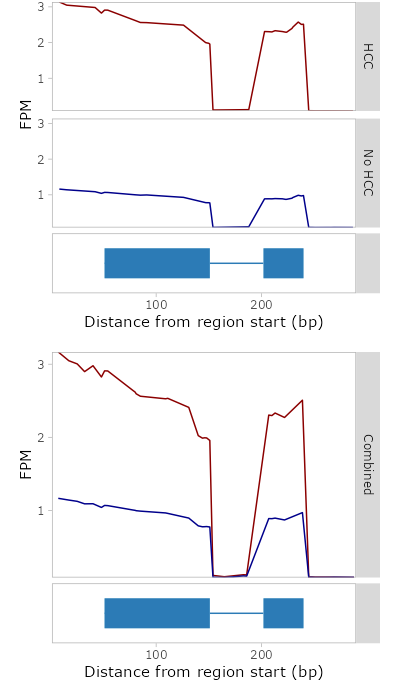 3
2
1
HCC
FPM
3
2
1
No HCC
100
200
Distance from region start (bp)
3
2
1
FPM
Combined
100
200
Distance from region start (bp)